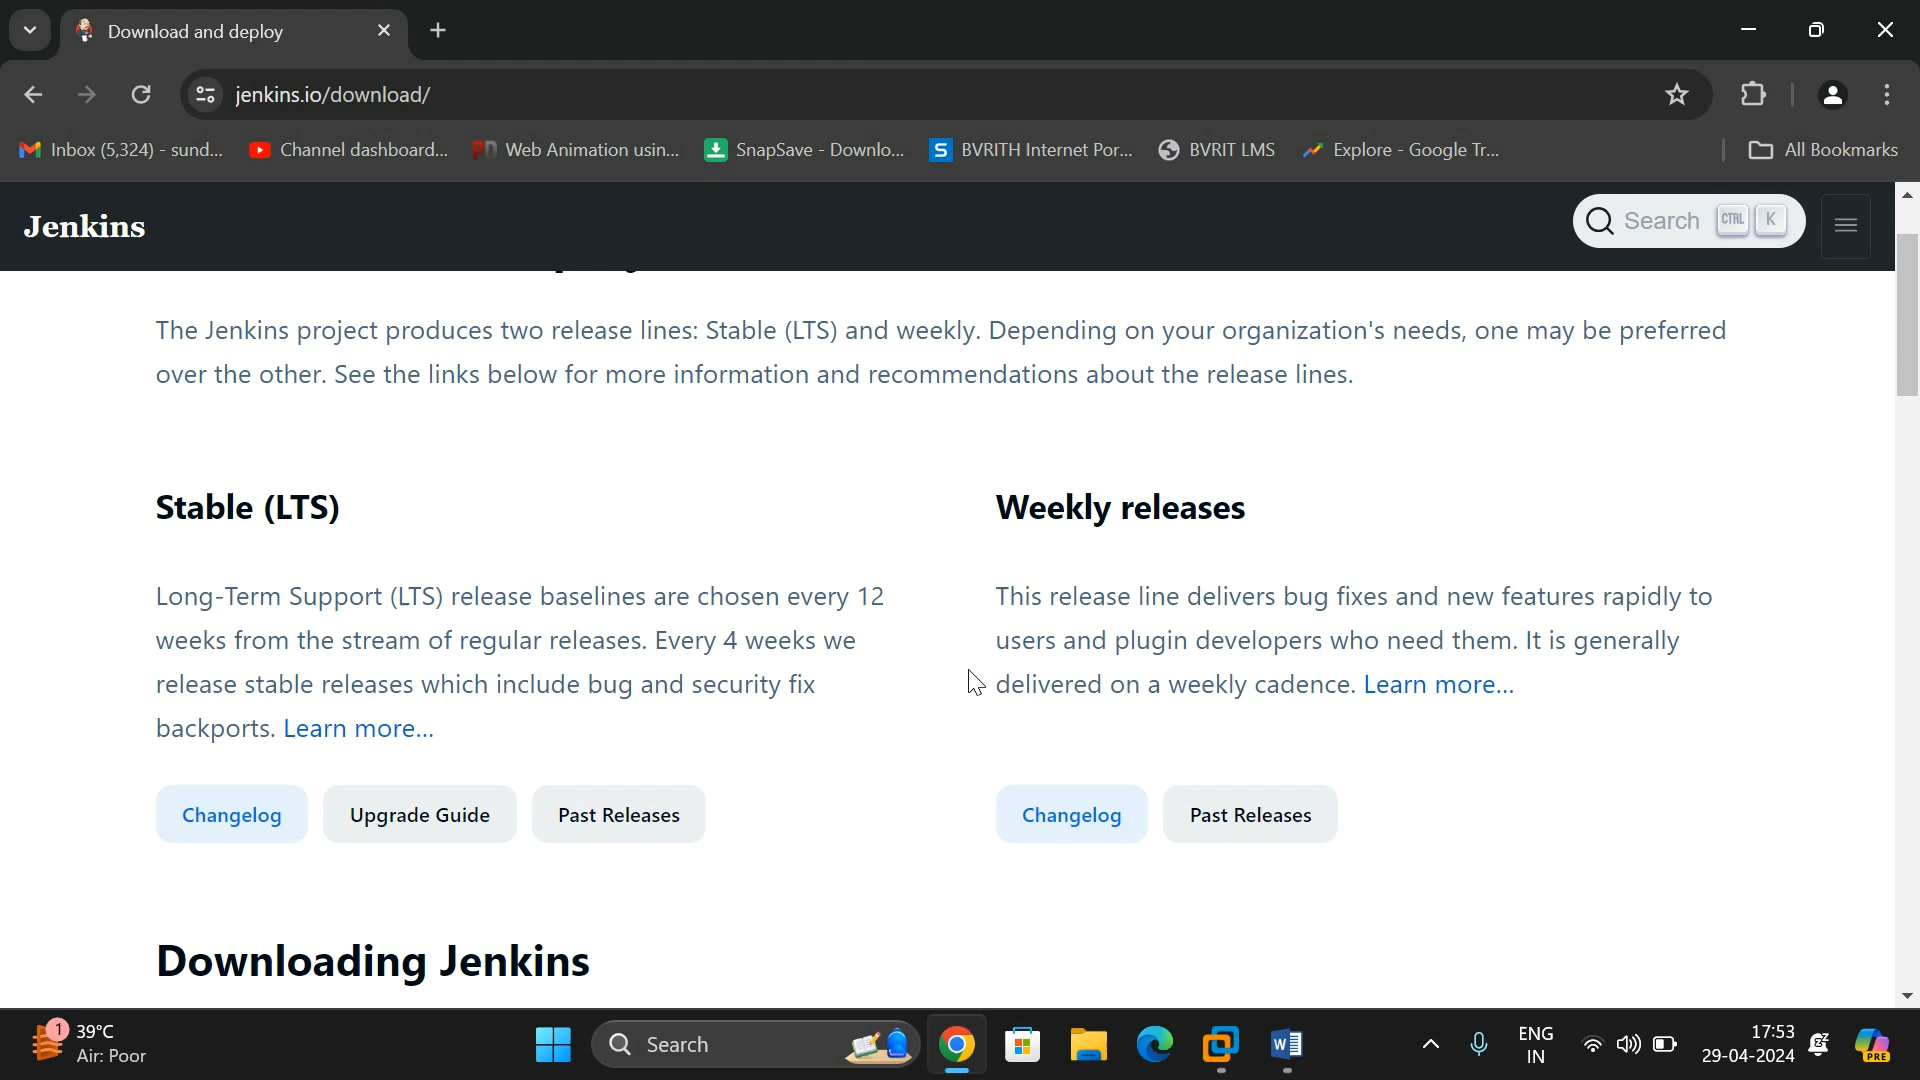 Download and deploy
jenkins.io/download/
Inbox (5,324) - sund...
Channel dashboard...
Web Animation usin...
SnapSave - Downlo...
BVRITH Internet Por...
BVRIT LMS
Explore - Google Tr...
All Bookmarks
Jenkins
Search CTRL K
The Jenkins project produces two release lines: Stable (LTS) and weekly. Depending on your organization's needs, one may be preferred
over the other. See the links below for more information and recommendations about the release lines.
Stable (LTS)
Long-Term Support (LTS) release baselines are chosen every 12
weeks from the stream of regular releases. Every 4 weeks we
release stable releases which include bug and security fix
backports. Learn more...
Changelog
Upgrade Guide
Past Releases
Weekly releases
This release line delivers bug fixes and new features rapidly to
users and plugin developers who need them. It is generally
delivered on a weekly cadence. Learn more...
Changelog
Past Releases
Downloading Jenkins
1
39°C
Air: Poor
Search
ENG
IN
17:53
29-04-2024
PRE